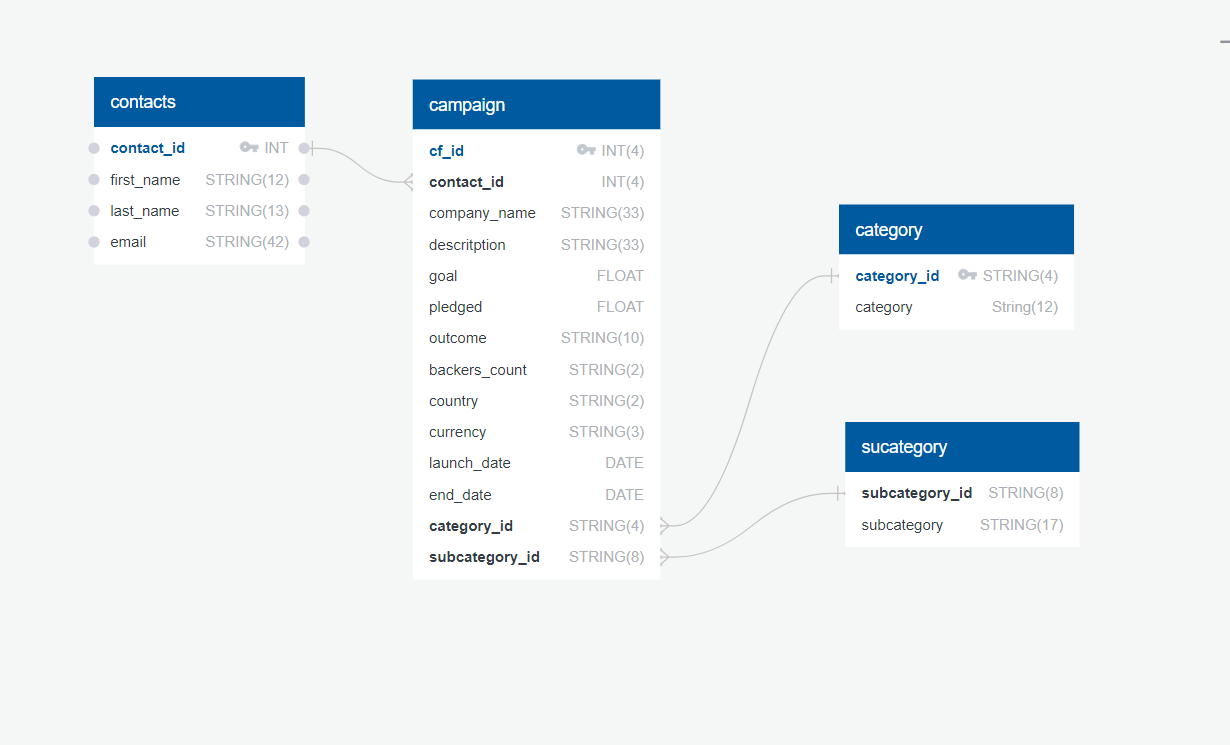 contacts
contact_id INT
first_name STRING(12)
last_name STRING(13)
email STRING(42)
campaign
cf_id INT(4)
contact_id INT(4)
company_name STRING(33)
descritption STRING(33)
goal FLOAT
pledged FLOAT
outcome STRING(10)
backers_count STRING(2)
country STRING(2)
currency STRING(3)
launch_date DATE
end_date DATE
category_id STRING(4)
subcategory_id STRING(8)
category
category_id STRING(4)
category String(12)
sucategory
subcategory_id STRING(8)
subcategory STRING(17)